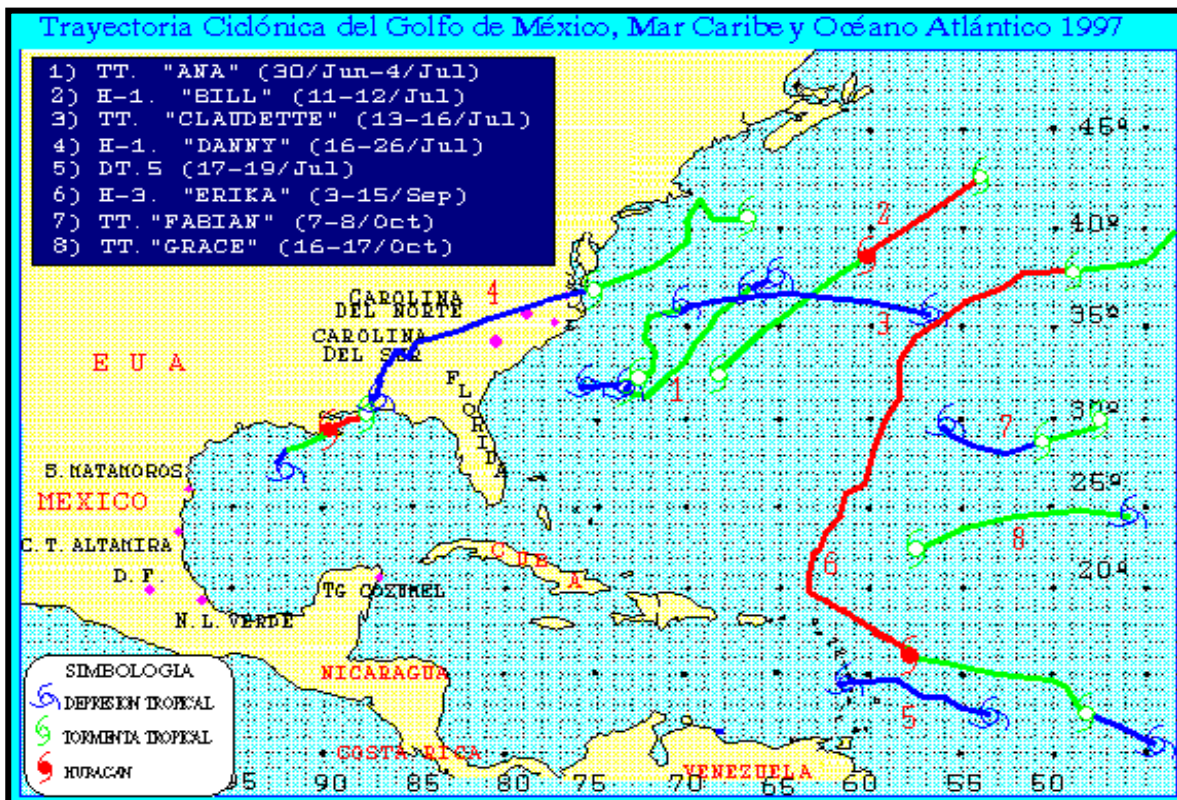 Trayectoria Ciclónica del Golfo de México, Mar Caribe y Océano Atlántico 1997
1) TT. "ANA" (30/Jun-4/Jul)
2) H-1. "BILL" (11-12/Jul)
3) TT. "CLAUDETTE" (13-16/Jul)
4) H-1. "DANNY" (16-26/Jul)
5) DT.5 (17-19/Jul)
6) H-3. "ERIKA" (3-15/Sep)
7) TT."FABIAN" (7-8/Oct)
8) TT."GRACE" (16-17/Oct)
45º
2
40º
4
CAROLINA
DEL NORTE
35º
3
CAROLINA
DEL SUR
E U A
1
FLORIDA
30º
7
S. MATAMOROS
25º
MEXICO
8
C.T. ALTAMIRA
CUBA
6
20º
D.F.
TG COZUMEL
N.L. VERDE
SIMBOLOGIA
NICARAGUA
DEPRESION TROPICAL
5
TORMENTA TROPICAL
COSTA RICA
HURACAN
VENEZUELA
95 90 85 80 75 70 65 60 55 50